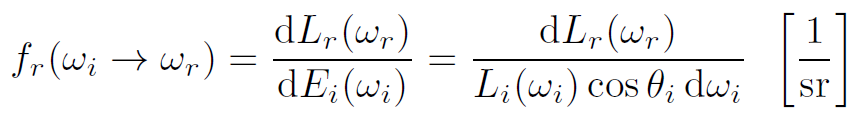 f_r(ω_i → ω_r) = dL_r(ω_r) / dE_i(ω_i) = dL_r(ω_r) / L_i(ω_i) cos θ_i dω_i [1 / sr]